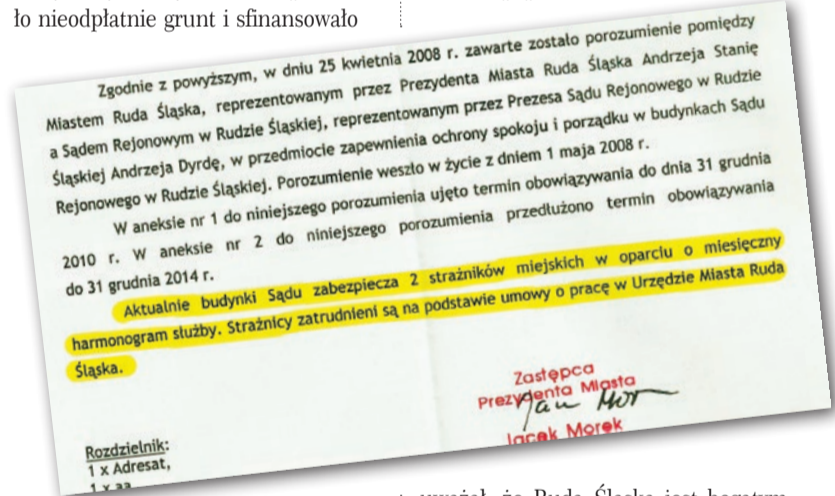 ło nieodpłatnie grunt i sfinansowało
Zgodnie z powyższym, w dniu 25 kwietnia 2008 r. zawarte zostało porozumienie pomiędzy
Miastem Ruda Śląska, reprezentowanym przez Prezydenta Miasta Ruda Śląska Andrzeja Stanię
a Sądem Rejonowym w Rudzie Śląskiej, reprezentowanym przez Prezesa Sądu Rejonowego w Rudzie
Śląskiej Andrzeja Dyrdę, w przedmiocie zapewnienia ochrony spokoju i porządku w budynkach Sądu
Rejonowego w Rudzie Śląskiej. Porozumienie weszło w życie z dniem 1 maja 2008 r.
W aneksie nr 1 do niniejszego porozumienia ujęto termin obowiązywania do dnia 31 grudnia
2010 r. W aneksie nr 2 do niniejszego porozumienia przedłużono termin obowiązywania
do 31 grudnia 2014 r.
Aktualnie budynki Sądu zabezpiecza 2 strażników miejskich w oparciu o miesięczny
harmonogram służby. Strażnicy zatrudnieni są na podstawie umowy o pracę w Urzędzie Miasta Ruda
Śląska.
Zastępca
Prezydenta Miasta
Jacek Morek
Rozdzielnik:
1 x Adresat,
1 x aa
że Ruda Śląska jest bogatym